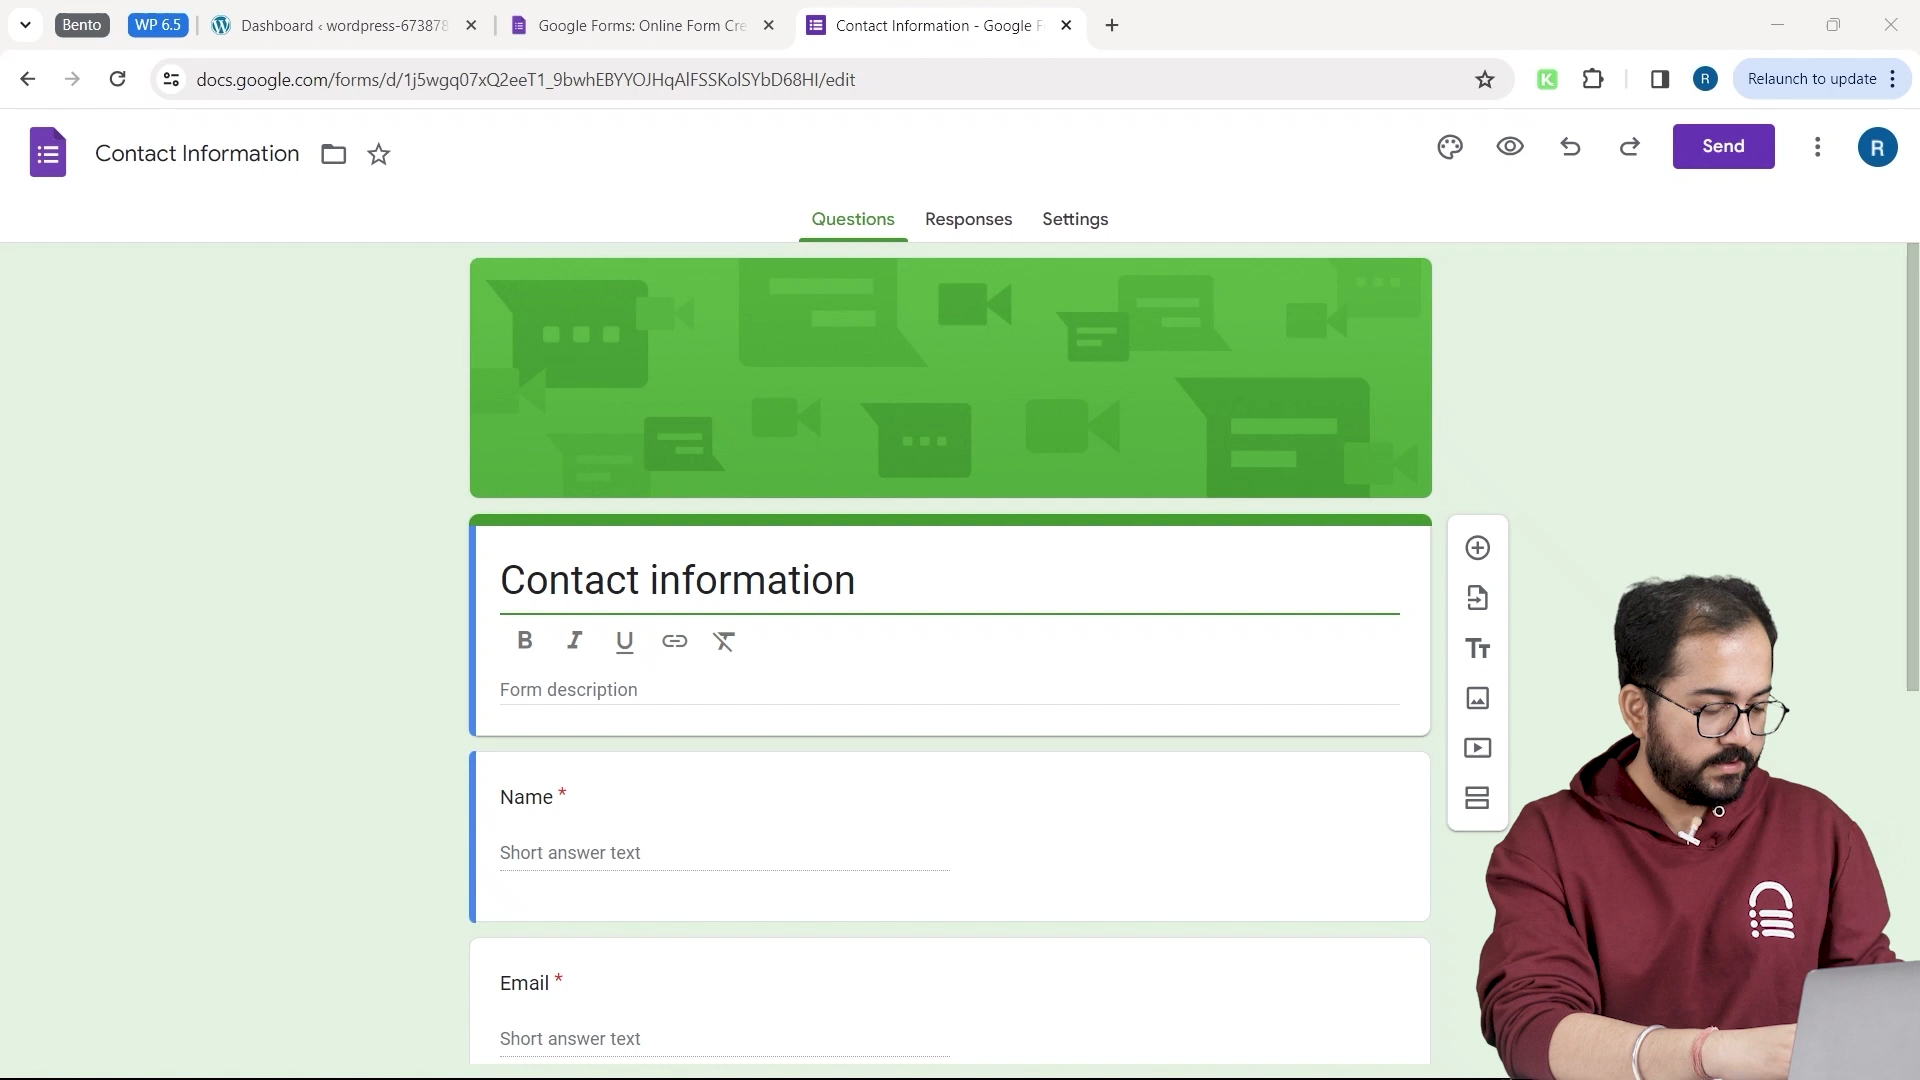 Bento
WP 6.5
Dashboard ‹ wordpress-673878
Google Forms: Online Form Cre
Contact Information - Google F
docs.google.com/forms/d/1j5wgq07xQ2eeT1_9bwhEBYYOJHqAlFSSKolSYbD68HI/edit
K
R
Relaunch to update
Contact Information
Send
R
Questions
Responses
Settings
Contact information
B I U
Form description
Tt
Name *
Short answer text
Email *
Short answer text